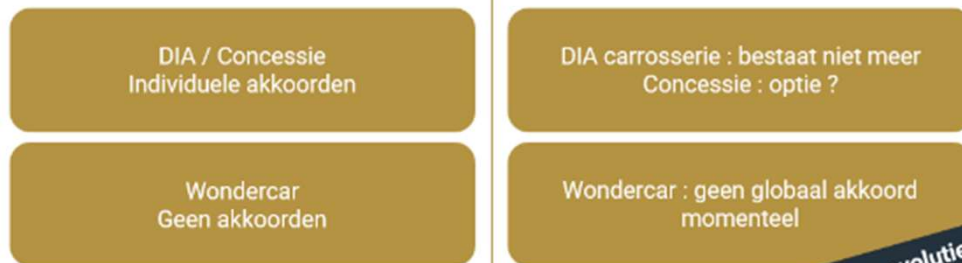 DIA / Concessie
Individuele akkoorden
DIA carrosserie : bestaat niet meer
Concessie : optie ?
Wondercar
Geen akkoorden
Wondercar : geen globaal akkoord
momenteel